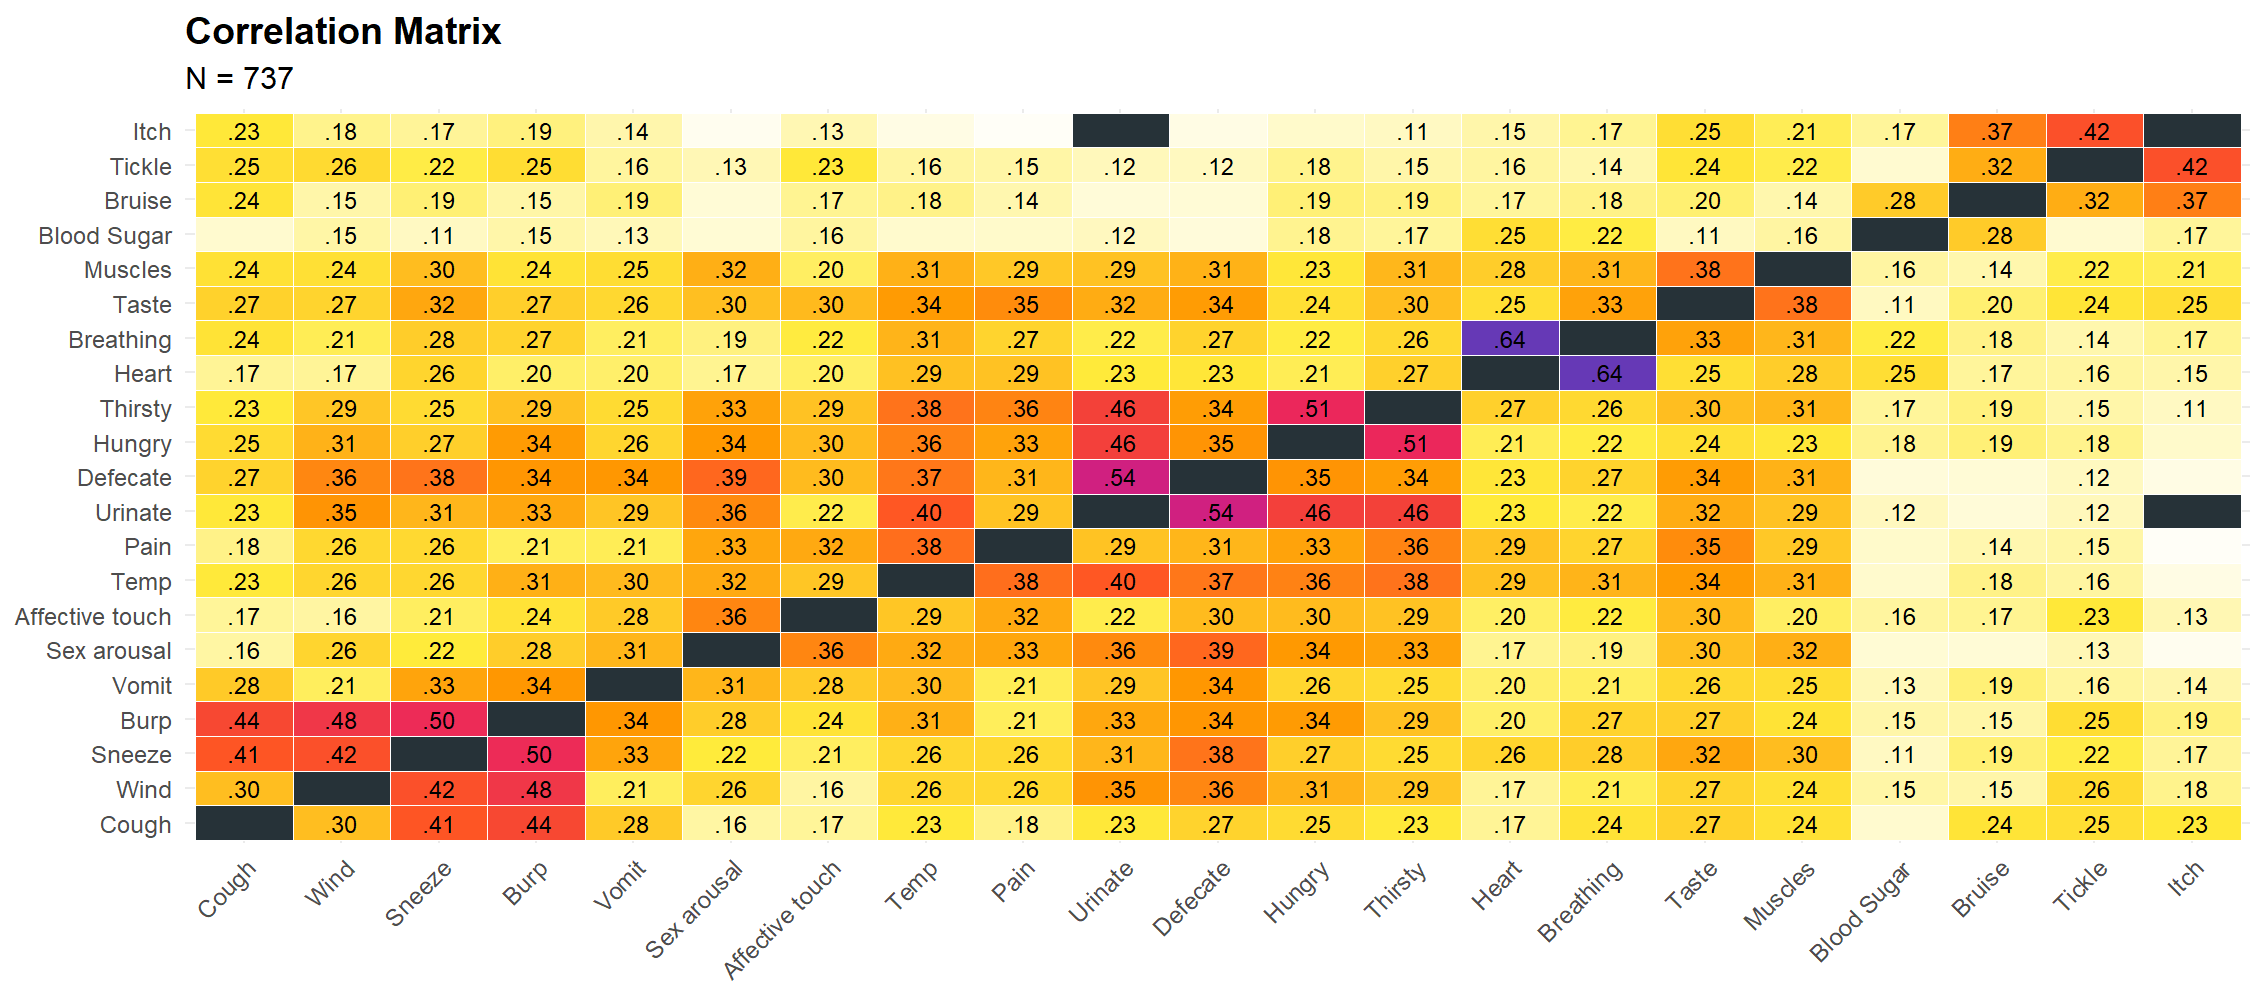 Correlation Matrix
N = 737
Itch .23 .18 .17 .19 .14 .13 .11 .15 .17 .25 .21 .17 .37 .42
Tickle .25 .26 .22 .25 .16 .13 .23 .16 .15 .12 .12 .18 .15 .16 .14 .24 .22 .32 .42
Bruise .24 .15 .19 .15 .19 .17 .18 .14 .19 .19 .17 .18 .20 .14 .28 .32 .37
Blood Sugar .15 .11 .15 .13 .16 .12 .18 .17 .25 .22 .11 .16 .28 .17
Muscles .24 .24 .30 .24 .25 .32 .20 .31 .29 .29 .31 .23 .31 .28 .31 .38 .16 .14 .22 .21
Taste .27 .27 .32 .27 .26 .30 .30 .34 .35 .32 .34 .24 .30 .25 .33 .38 .11 .20 .24 .25
Breathing .24 .21 .28 .27 .21 .19 .22 .31 .27 .22 .27 .22 .26 .64 .33 .31 .22 .18 .14 .17
Heart .17 .17 .26 .20 .20 .17 .20 .29 .29 .23 .23 .21 .27 .64 .25 .28 .25 .17 .16 .15
Thirsty .23 .29 .25 .29 .25 .33 .29 .38 .36 .46 .34 .51 .27 .26 .30 .31 .17 .19 .15 .11
Hungry .25 .31 .27 .34 .26 .34 .30 .36 .33 .46 .35 .51 .21 .22 .24 .23 .18 .19 .18
Defecate .27 .36 .38 .34 .34 .39 .30 .37 .31 .54 .35 .34 .23 .27 .34 .31 .12
Urinate .23 .35 .31 .33 .29 .36 .22 .40 .29 .54 .46 .46 .23 .22 .32 .29 .12 .12
Pain .18 .26 .26 .21 .21 .33 .32 .38 .29 .31 .33 .36 .29 .27 .35 .29 .14 .15
Temp .23 .26 .26 .31 .30 .32 .29 .38 .40 .37 .36 .38 .29 .31 .34 .31 .18 .16
Affective touch .17 .16 .21 .24 .28 .36 .29 .32 .22 .30 .30 .29 .20 .22 .30 .20 .16 .17 .23 .13
Sex arousal .16 .26 .22 .28 .31 .36 .32 .33 .36 .39 .34 .33 .17 .19 .30 .32 .13
Vomit .28 .21 .33 .34 .31 .28 .30 .21 .29 .34 .26 .25 .20 .21 .26 .25 .13 .19 .16 .14
Burp .44 .48 .50 .34 .28 .24 .31 .21 .33 .34 .34 .29 .20 .27 .27 .24 .15 .15 .25 .19
Sneeze .41 .42 .50 .33 .22 .21 .26 .26 .31 .38 .27 .25 .26 .28 .32 .30 .11 .19 .22 .17
Wind .30 .42 .48 .21 .26 .16 .26 .26 .35 .36 .31 .29 .17 .21 .27 .24 .15 .15 .26 .18
Cough .30 .41 .44 .28 .16 .17 .23 .18 .23 .27 .25 .23 .17 .24 .27 .24 .24 .25 .23
Cough Wind Sneeze Burp Vomit Sex arousal Affective touch Temp Pain Urinate Defecate Hungry Thirsty Heart Breathing Taste Muscles Blood Sugar Bruise Tickle Itch